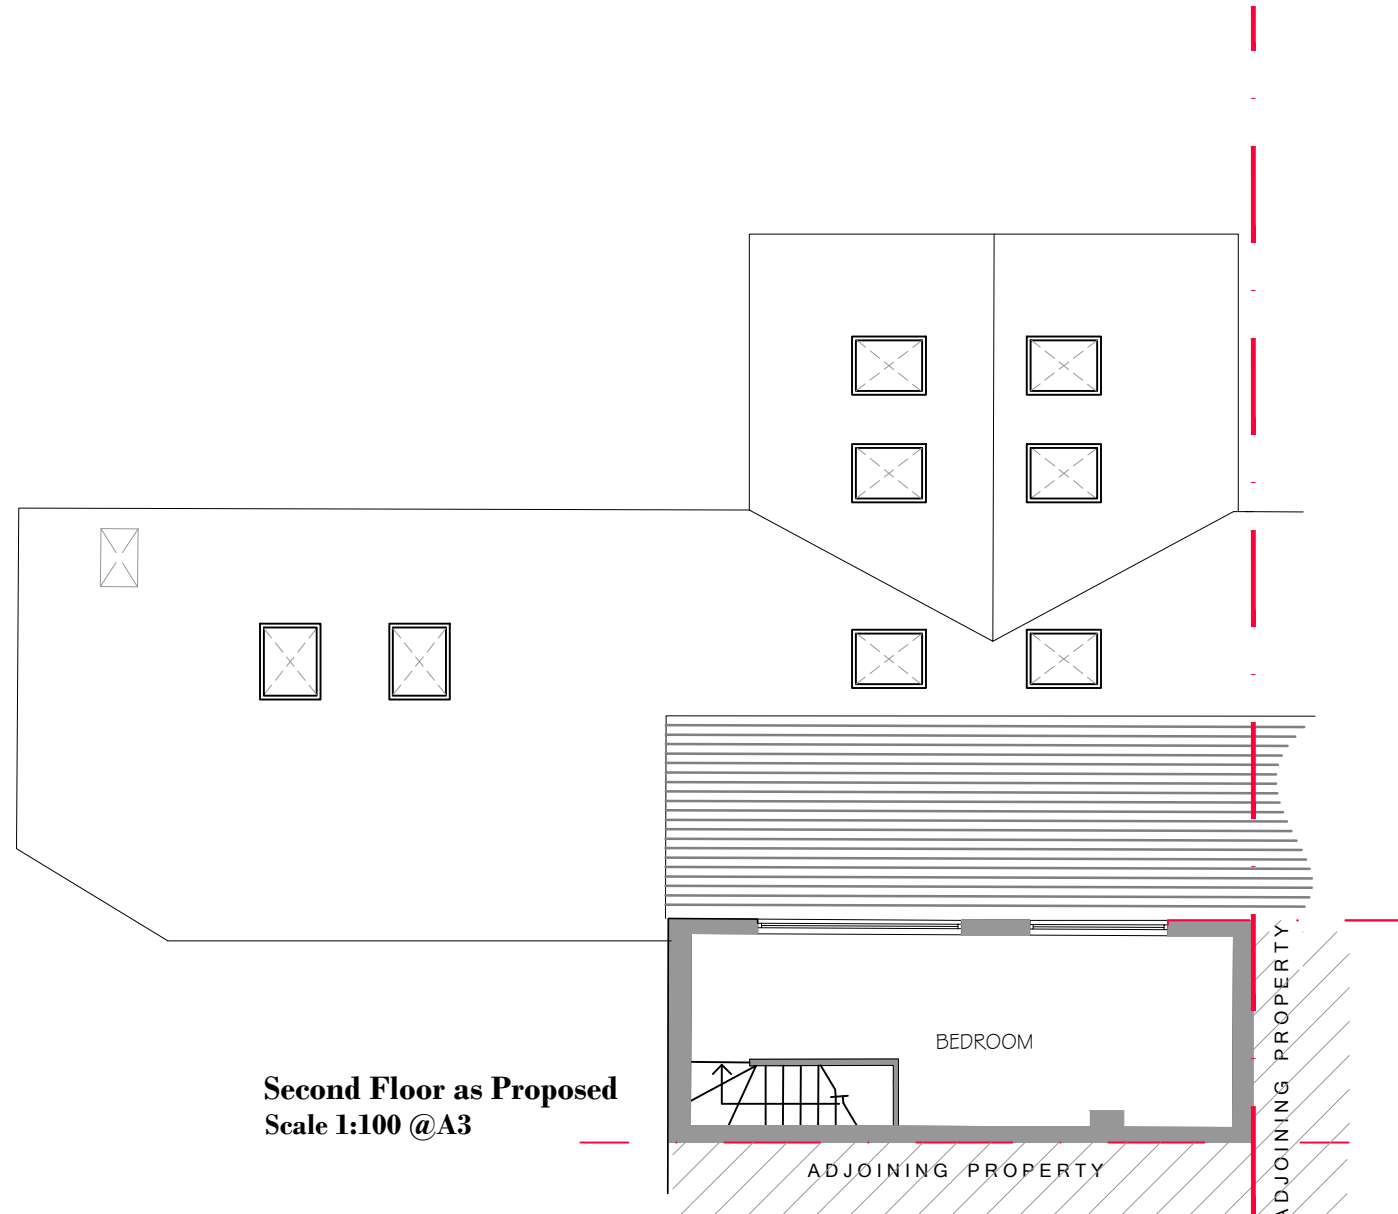 BEDROOM
Second Floor as Proposed
Scale 1:100 @A3
ADJOINING PROPERTY
ADJOINING PROPERTY